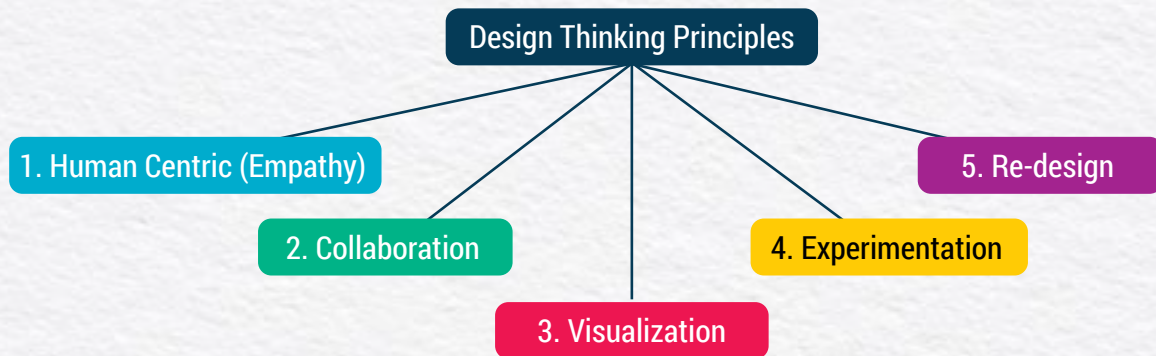 Design Thinking Principles
1. Human Centric (Empathy)
2. Collaboration
3. Visualization
4. Experimentation
5. Re-design